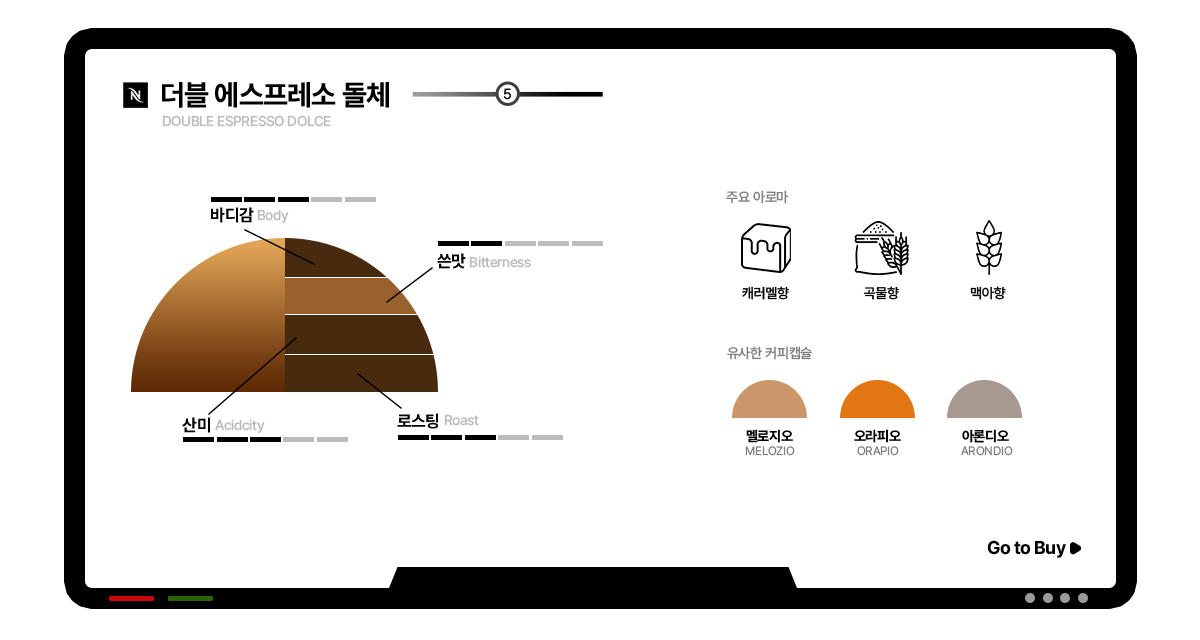 더블 에스프레소 돌체
5
DOUBLE ESPRESSO DOLCE
바디감 Body
쓴맛 Bitterness
산미 Acidcity
로스팅 Roast
주요 아로마
캐러멜향
곡물향
맥아향
유사한 커피캡슐
멜로지오
MELOZIO
오라피오
ORAPIO
아론디오
ARONDIO
Go to Buy